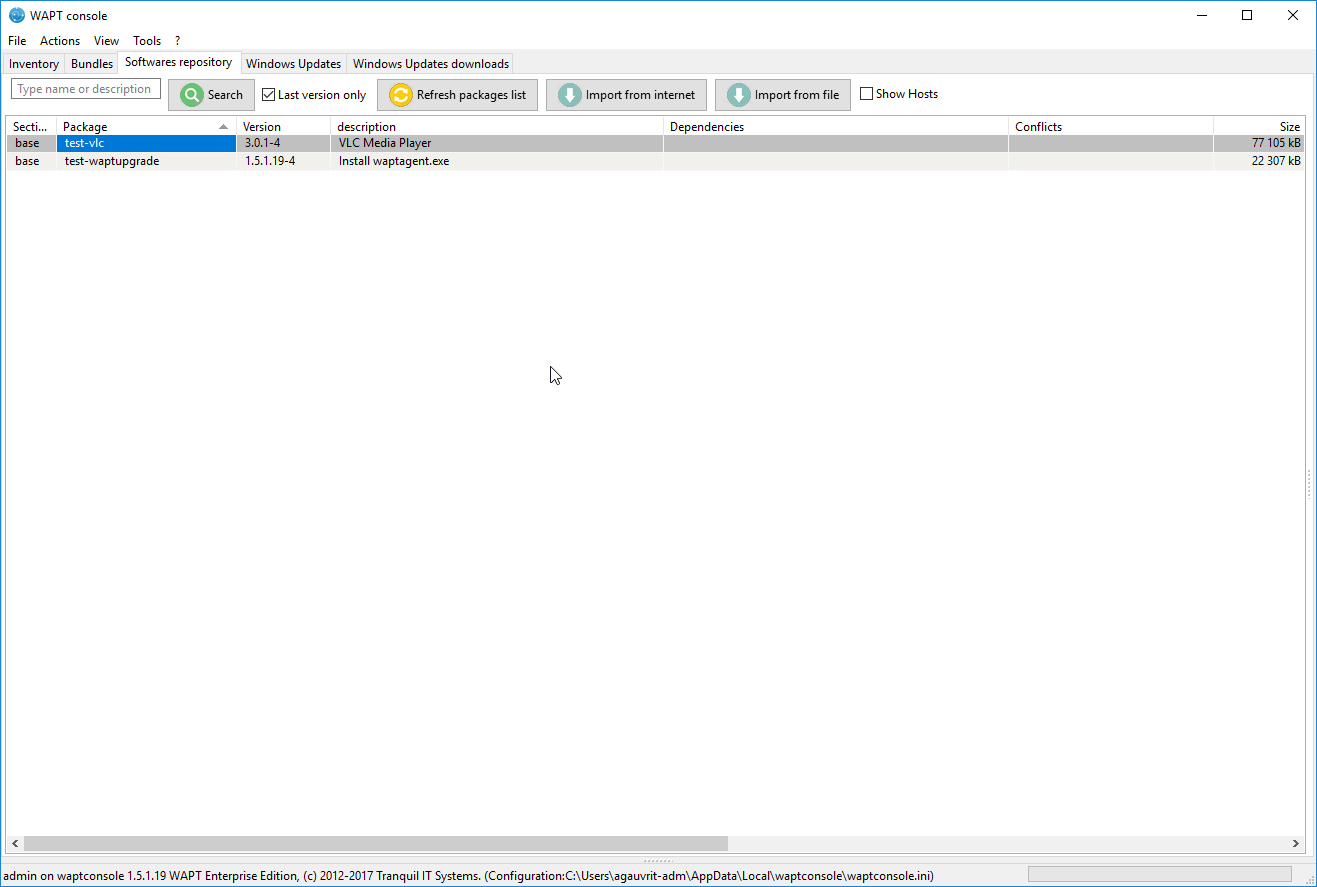 WAPT console
File Actions View Tools ?
Inventory Bundles Softwares repository Windows Updates Windows Updates downloads
Type name or description Search Last version only Refresh packages list Import from internet Import from file Show Hosts
Secti... Package Version description Dependencies Conflicts Size
base test-vlc 3.0.1-4 VLC Media Player 77 105 kB
base test-waptupgrade 1.5.1.19-4 Install waptagent.exe 22 307 kB
admin on waptconsole 1.5.1.19 WAPT Enterprise Edition, (c) 2012-2017 Tranquil IT Systems. (Configuration:C:\Users\agauvrit-adm\AppData\Local\waptconsole\waptconsole.ini)